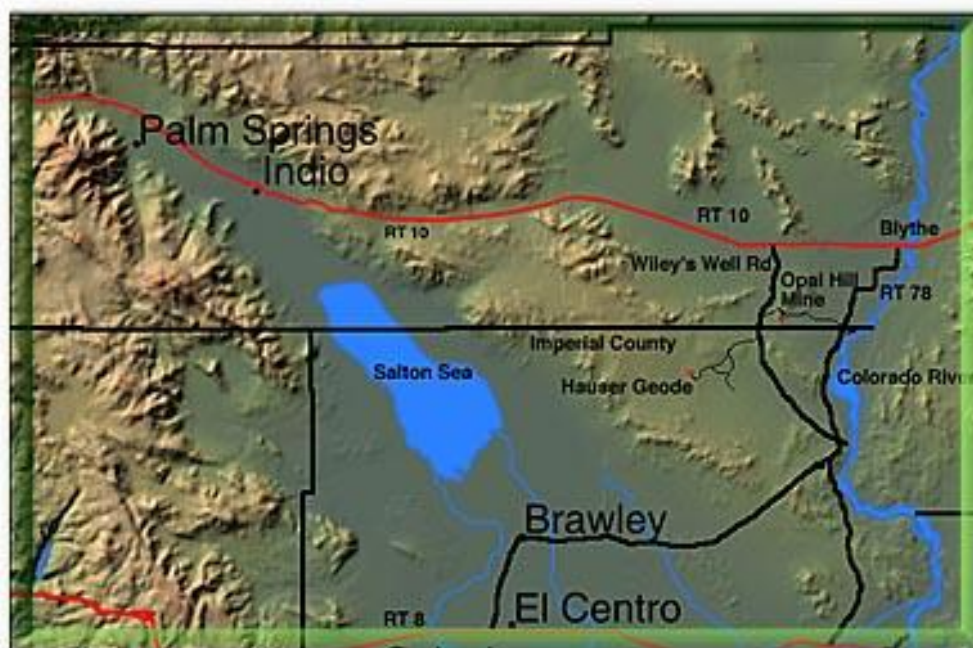 Palm Springs
Indio
RT 10
RT 10
Blythe
Wiley's Well Rd
Opal Hill
Mine
RT 78
Imperial County
Salton Sea
Hauser Geode
Colorado Rive
Brawley
El Centro
RT 8